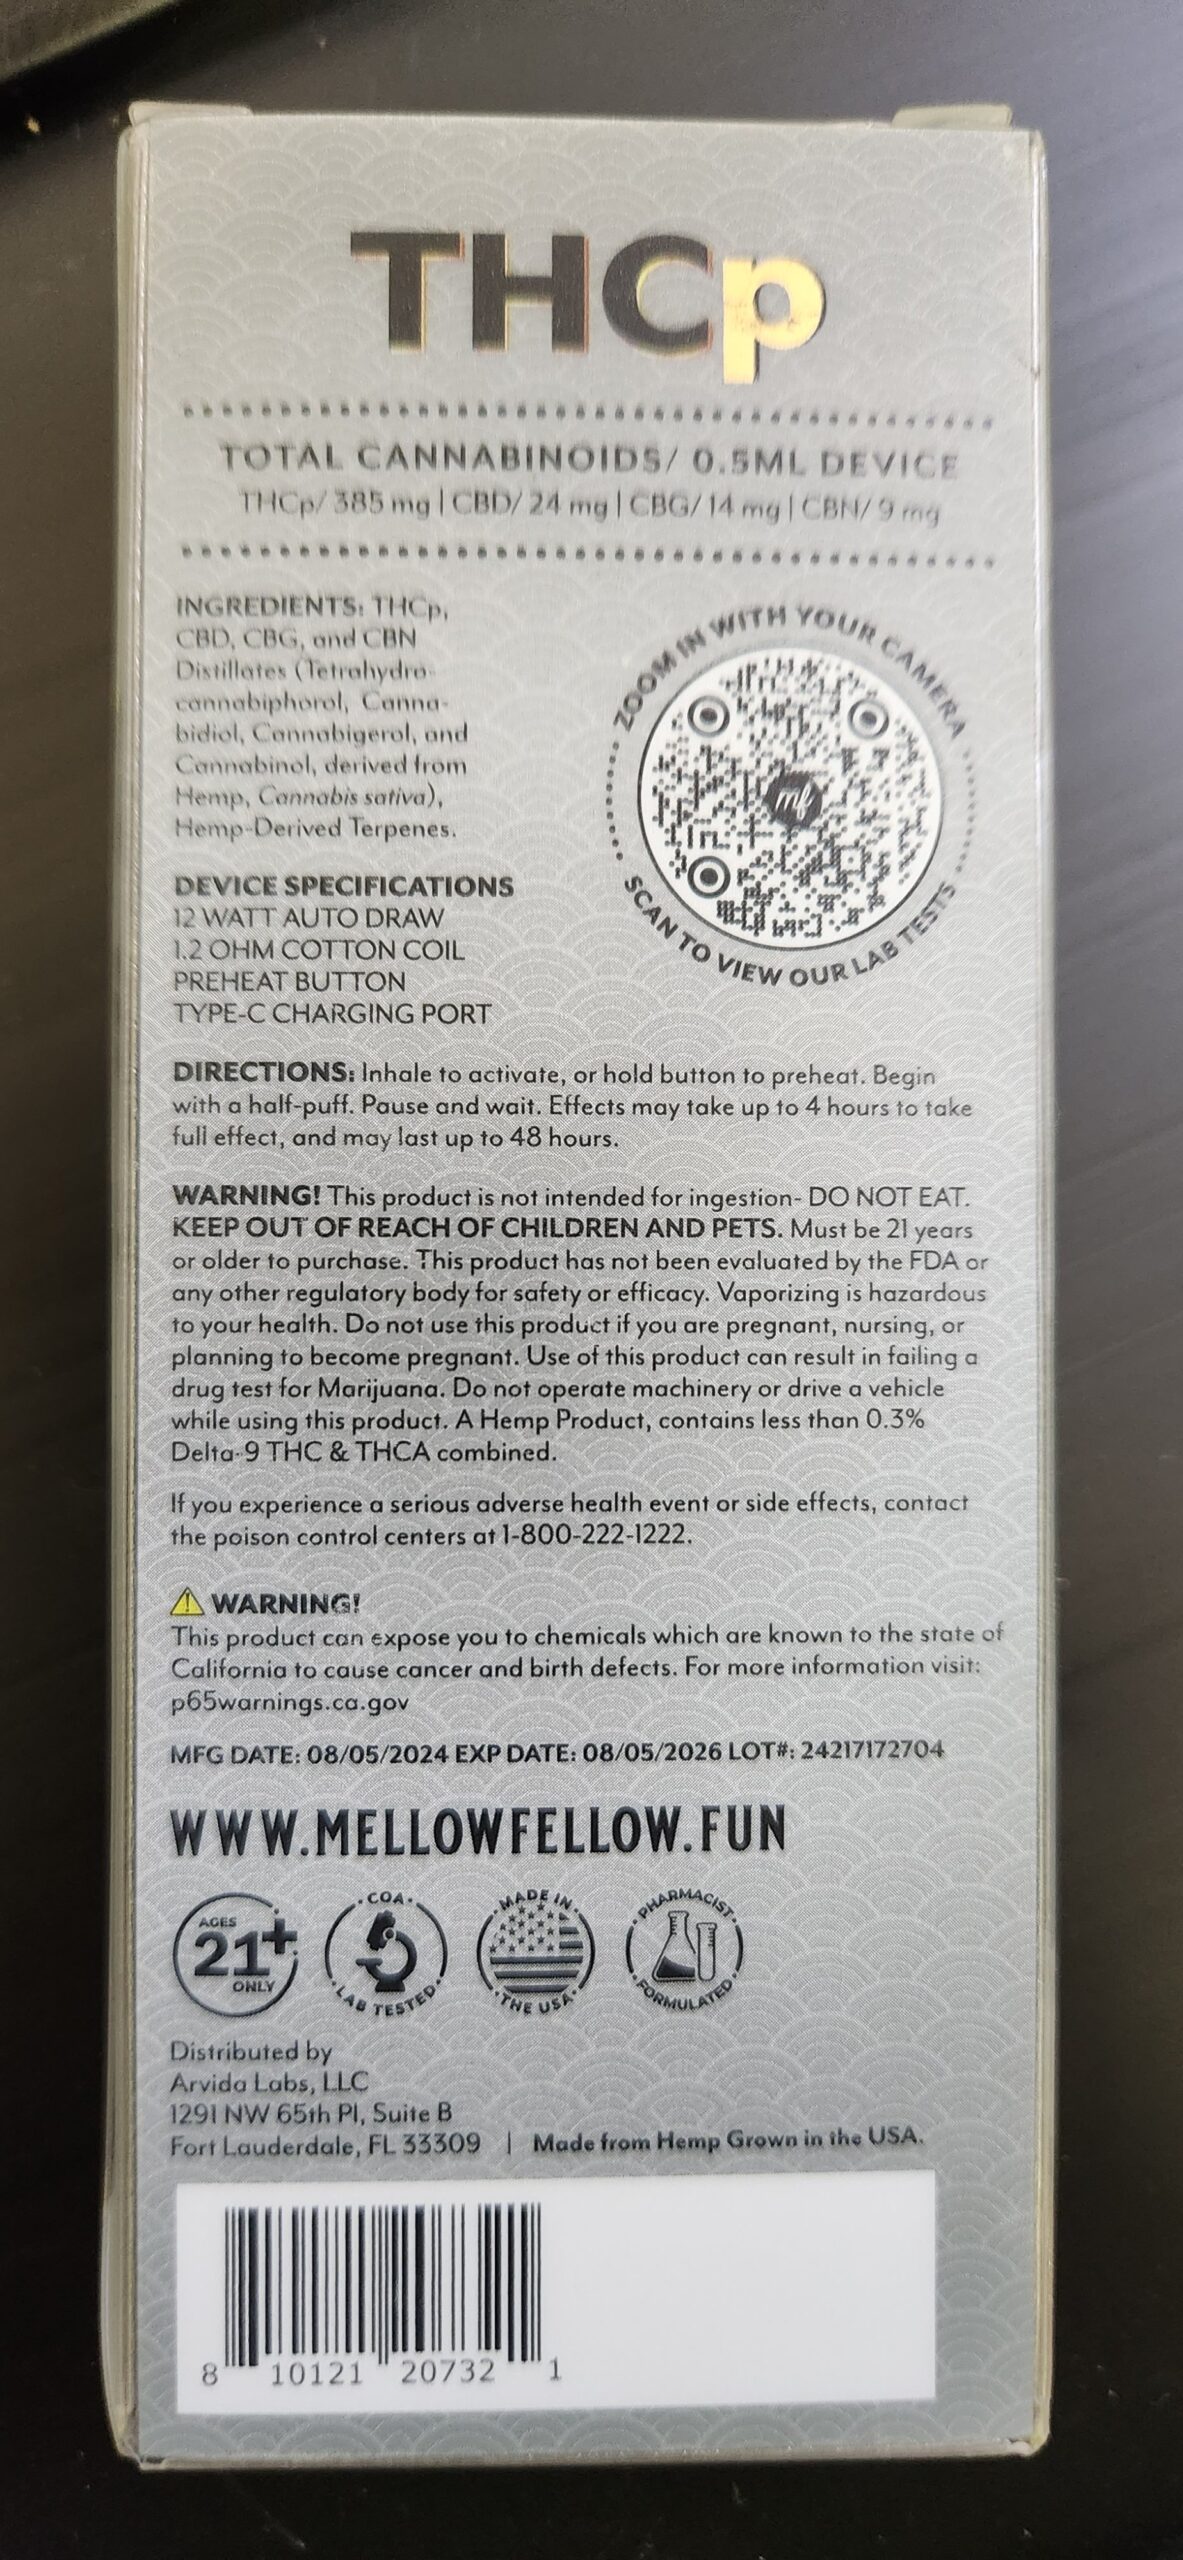 THCp
TOTAL CANNABINOIDS/ 0.5ML DEVICE
THCp/ 385 mg | CBD/ 24 mg | CBG/ 14 mg | CBN/ 9 mg
INGREDIENTS: THCp,
CBD, CBG, and CBN
Distillates (Tetrahydro-
cannabiphorol, Canna-
bidiol, Cannabigerol, and
Cannabinol, derived from
Hemp, Cannabis sativa),
Hemp-Derived Terpenes.
ZOOM IN WITH YOUR CAMERA
mf
SCAN TO VIEW OUR LAB TESTS
DEVICE SPECIFICATIONS
12 WATT AUTO DRAW
1.2 OHM COTTON COIL
PREHEAT BUTTON
TYPE-C CHARGING PORT
DIRECTIONS: Inhale to activate, or hold button to preheat. Begin
with a half-puff. Pause and wait. Effects may take up to 4 hours to take
full effect, and may last up to 48 hours.
WARNING! This product is not intended for ingestion- DO NOT EAT.
KEEP OUT OF REACH OF CHILDREN AND PETS. Must be 21 years
or older to purchase. This product has not been evaluated by the FDA or
any other regulatory body for safety or efficacy. Vaporizing is hazardous
to your health. Do not use this product if you are pregnant, nursing, or
planning to become pregnant. Use of this product can result in failing a
drug test for Marijuana. Do not operate machinery or drive a vehicle
while using this product. A Hemp Product, contains less than 0.3%
Delta-9 THC & THCA combined.
If you experience a serious adverse health event or side effects, contact
the poison control centers at 1-800-222-1222.
WARNING!
This product can expose you to chemicals which are known to the state of
California to cause cancer and birth defects. For more information visit:
p65warnings.ca.gov
MFG DATE: 08/05/2024 EXP DATE: 08/05/2026 LOT#: 24217172704
WWW.MELLOWFELLOW.FUN
AGES 21+ ONLY
COA LAB TESTED
MADE IN THE USA
PHARMACIST FORMULATED
Distributed by
Arvida Labs, LLC
1291 NW 65th Pl, Suite B
Fort Lauderdale, FL 33309 | Made from Hemp Grown in the USA.
8 10121 20732 1